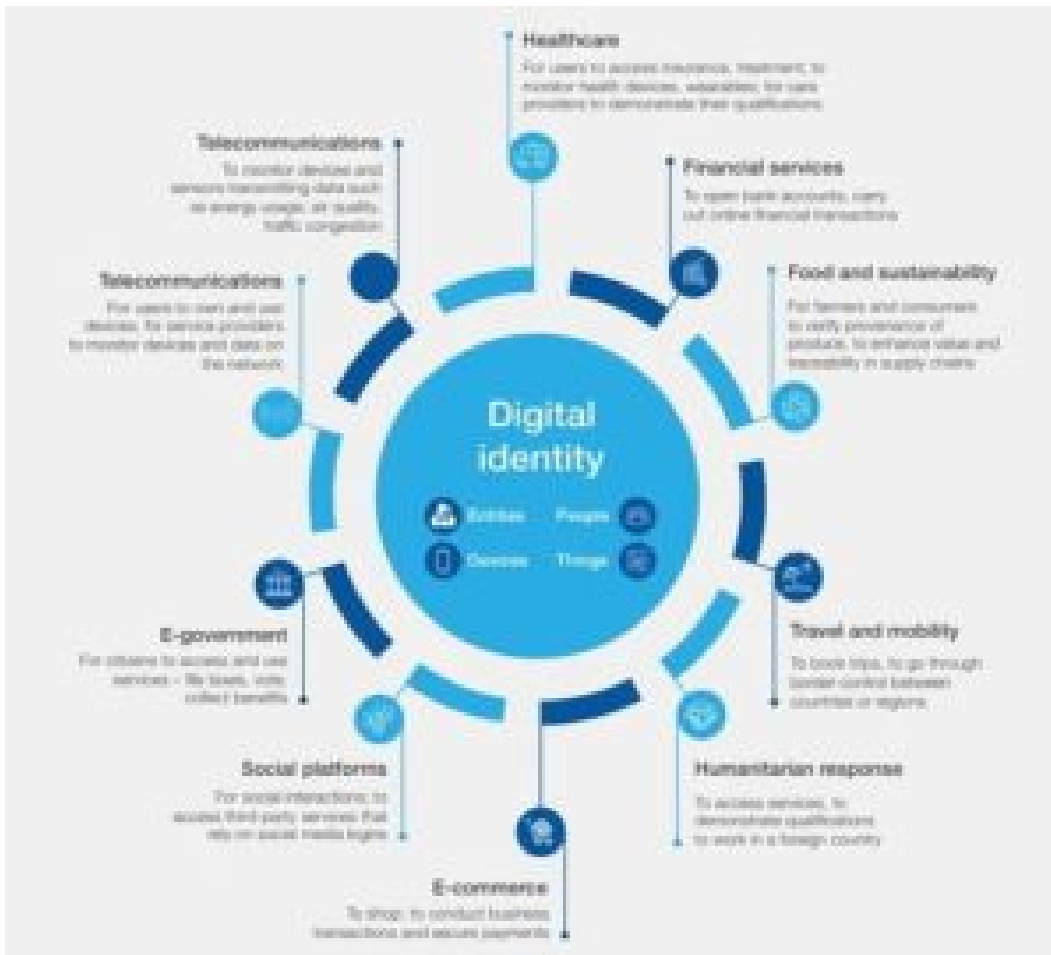 Healthcare
For users to access insurance, treatment, to
monitor health devices, wearables; for care
providers to demonstrate their qualifications
Financial services
To open bank accounts, carry
out online financial transactions
Food and sustainability
For farmers and consumers
to verify provenance of
produce, to enhance value and
traceability in supply chains
Travel and mobility
To book trips, to go through
border control between
countries or regions
Humanitarian response
To access services, to
demonstrate qualifications
to work in a foreign country
E-commerce
To shop; to conduct business
transactions and secure payments
Social platforms
For social interactions; to
access third-party services that
rely on social media logins
E-government
For citizens to access and use
services – file taxes, vote,
collect benefits
Telecommunications
For users to own and use
devices; for service providers
to monitor devices and data on
the network
Telecommunications
To monitor devices and
sensors transmitting data such
as energy usage, air quality,
traffic congestion
Digital
identity
Entities People
Devices Things